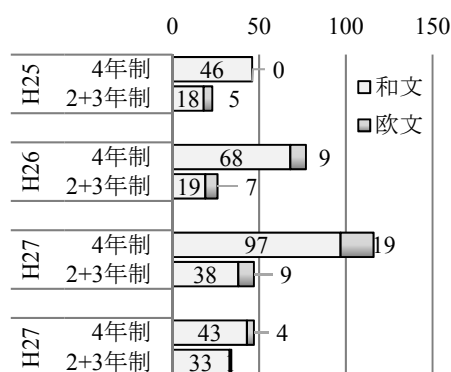 0 50 100 150
H25 4年制 46 0
2+3年制 18 5
和文
欧文
H26 4年制 68 9
2+3年制 19 7
H27 4年制 97 19
2+3年制 38 9
H27 4年制 43 4
2+3年制 33